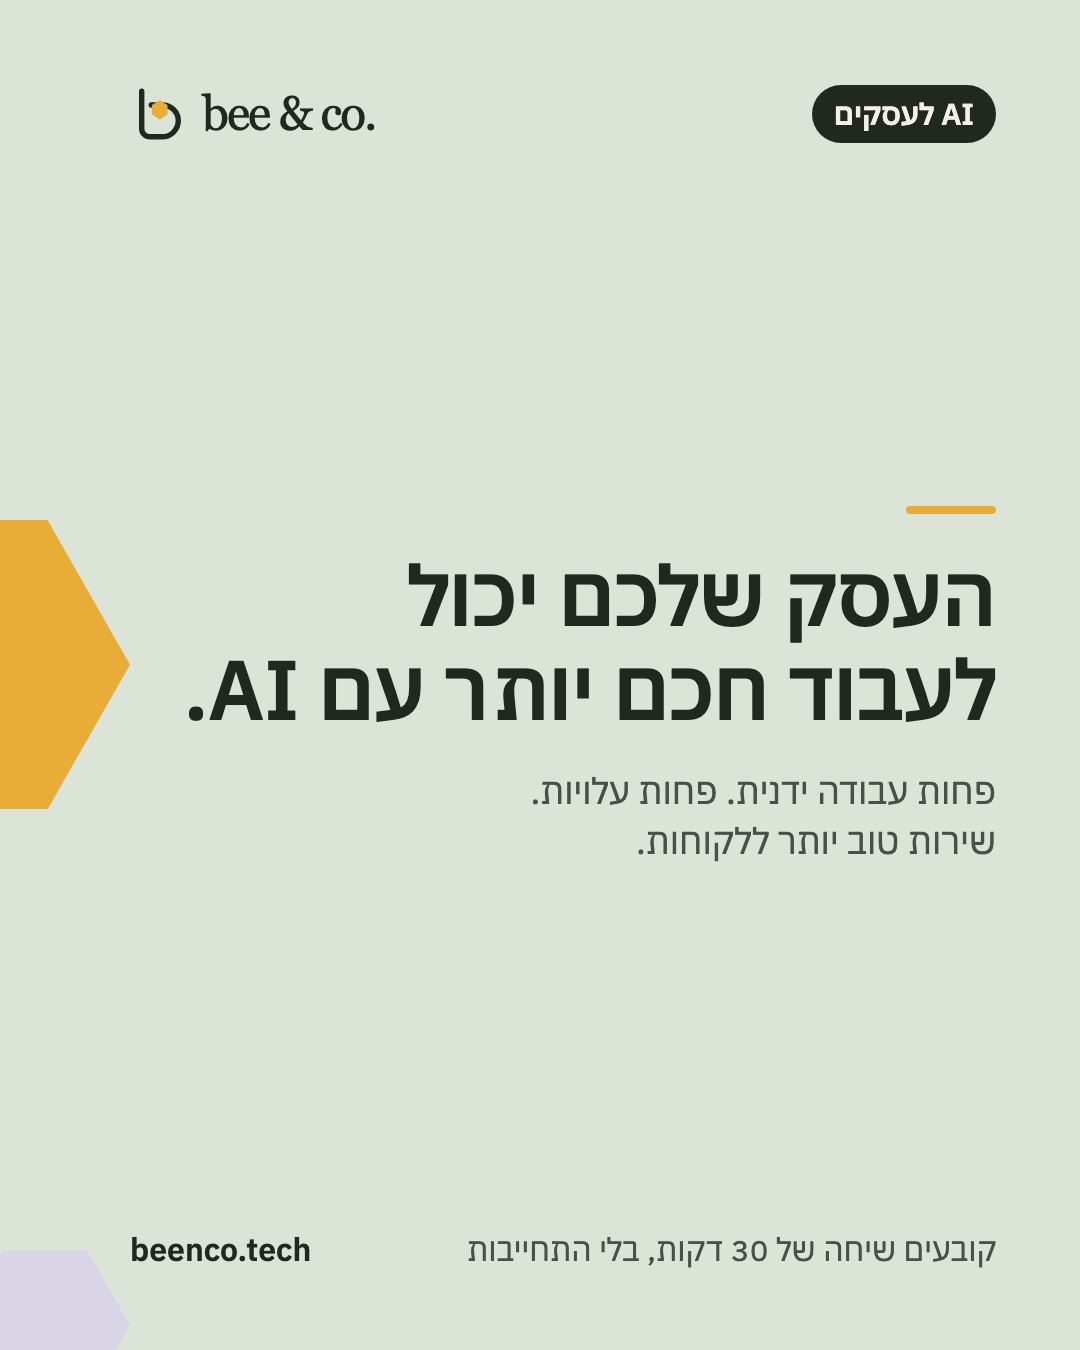 AI לעסקים
bee & co.
העסק שלכם יכול
לעבוד חכם יותר עם AI.
פחות עבודה ידנית. פחות עלויות.
שירות טוב יותר ללקוחות.
קובעים שיחה של 30 דקות, בלי התחייבות
beenco.tech